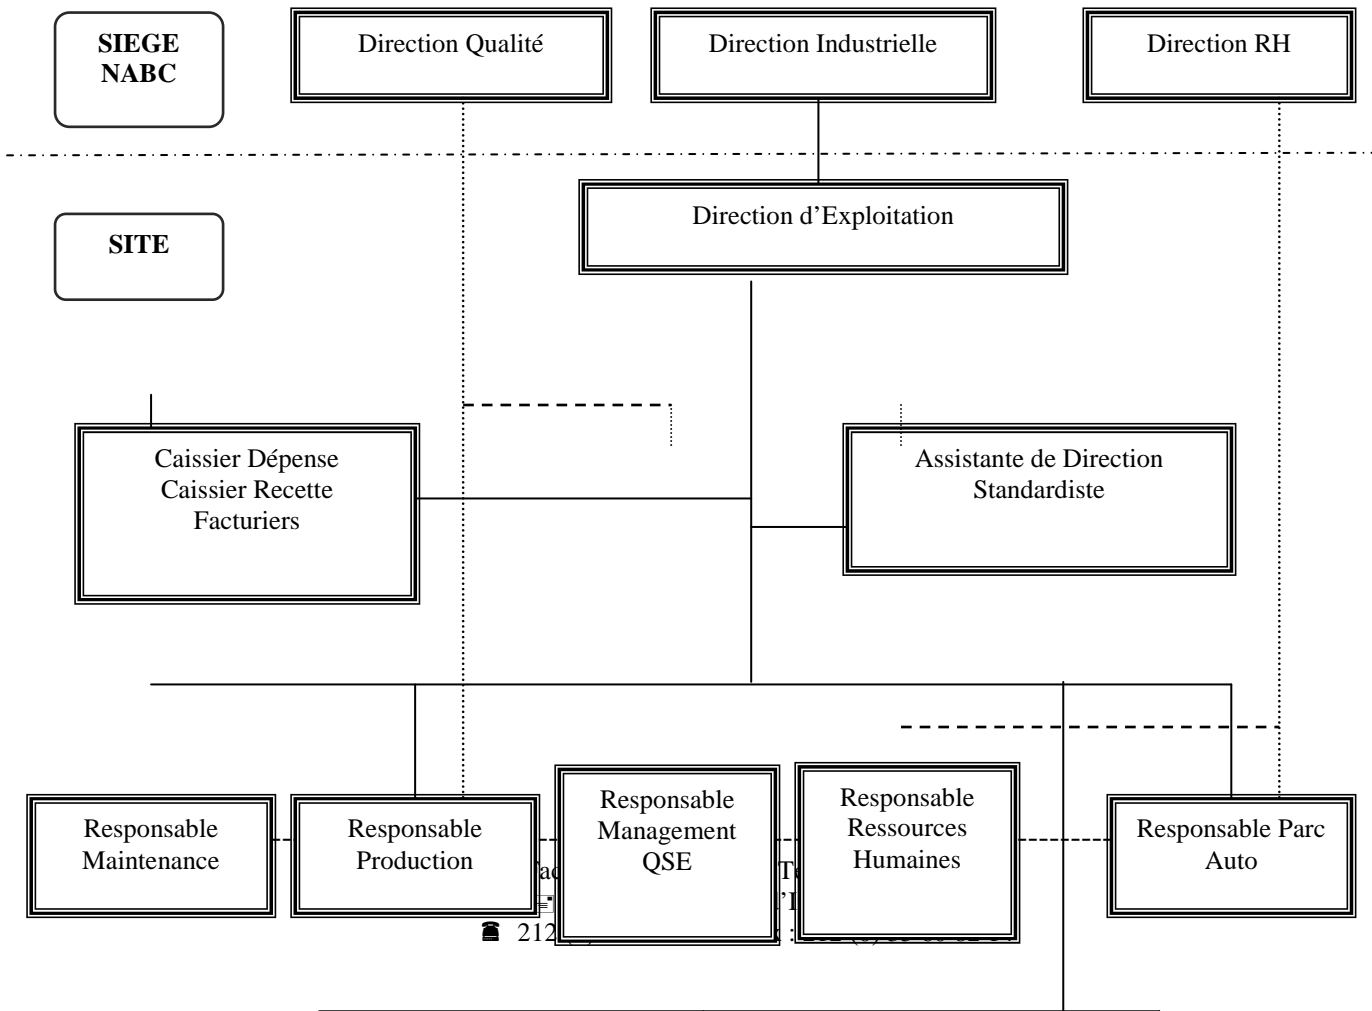 SIEGE
NABC
Direction Qualité
Direction Industrielle
Direction RH
SITE
Direction d’Exploitation
Caissier Dépense
Caissier Recette
Facturiers
Assistante de Direction
Standardiste
Responsable
Maintenance
Responsable
Production
Responsable
Management
QSE
Responsable
Ressources
Humaines
Responsable Parc
Auto
212